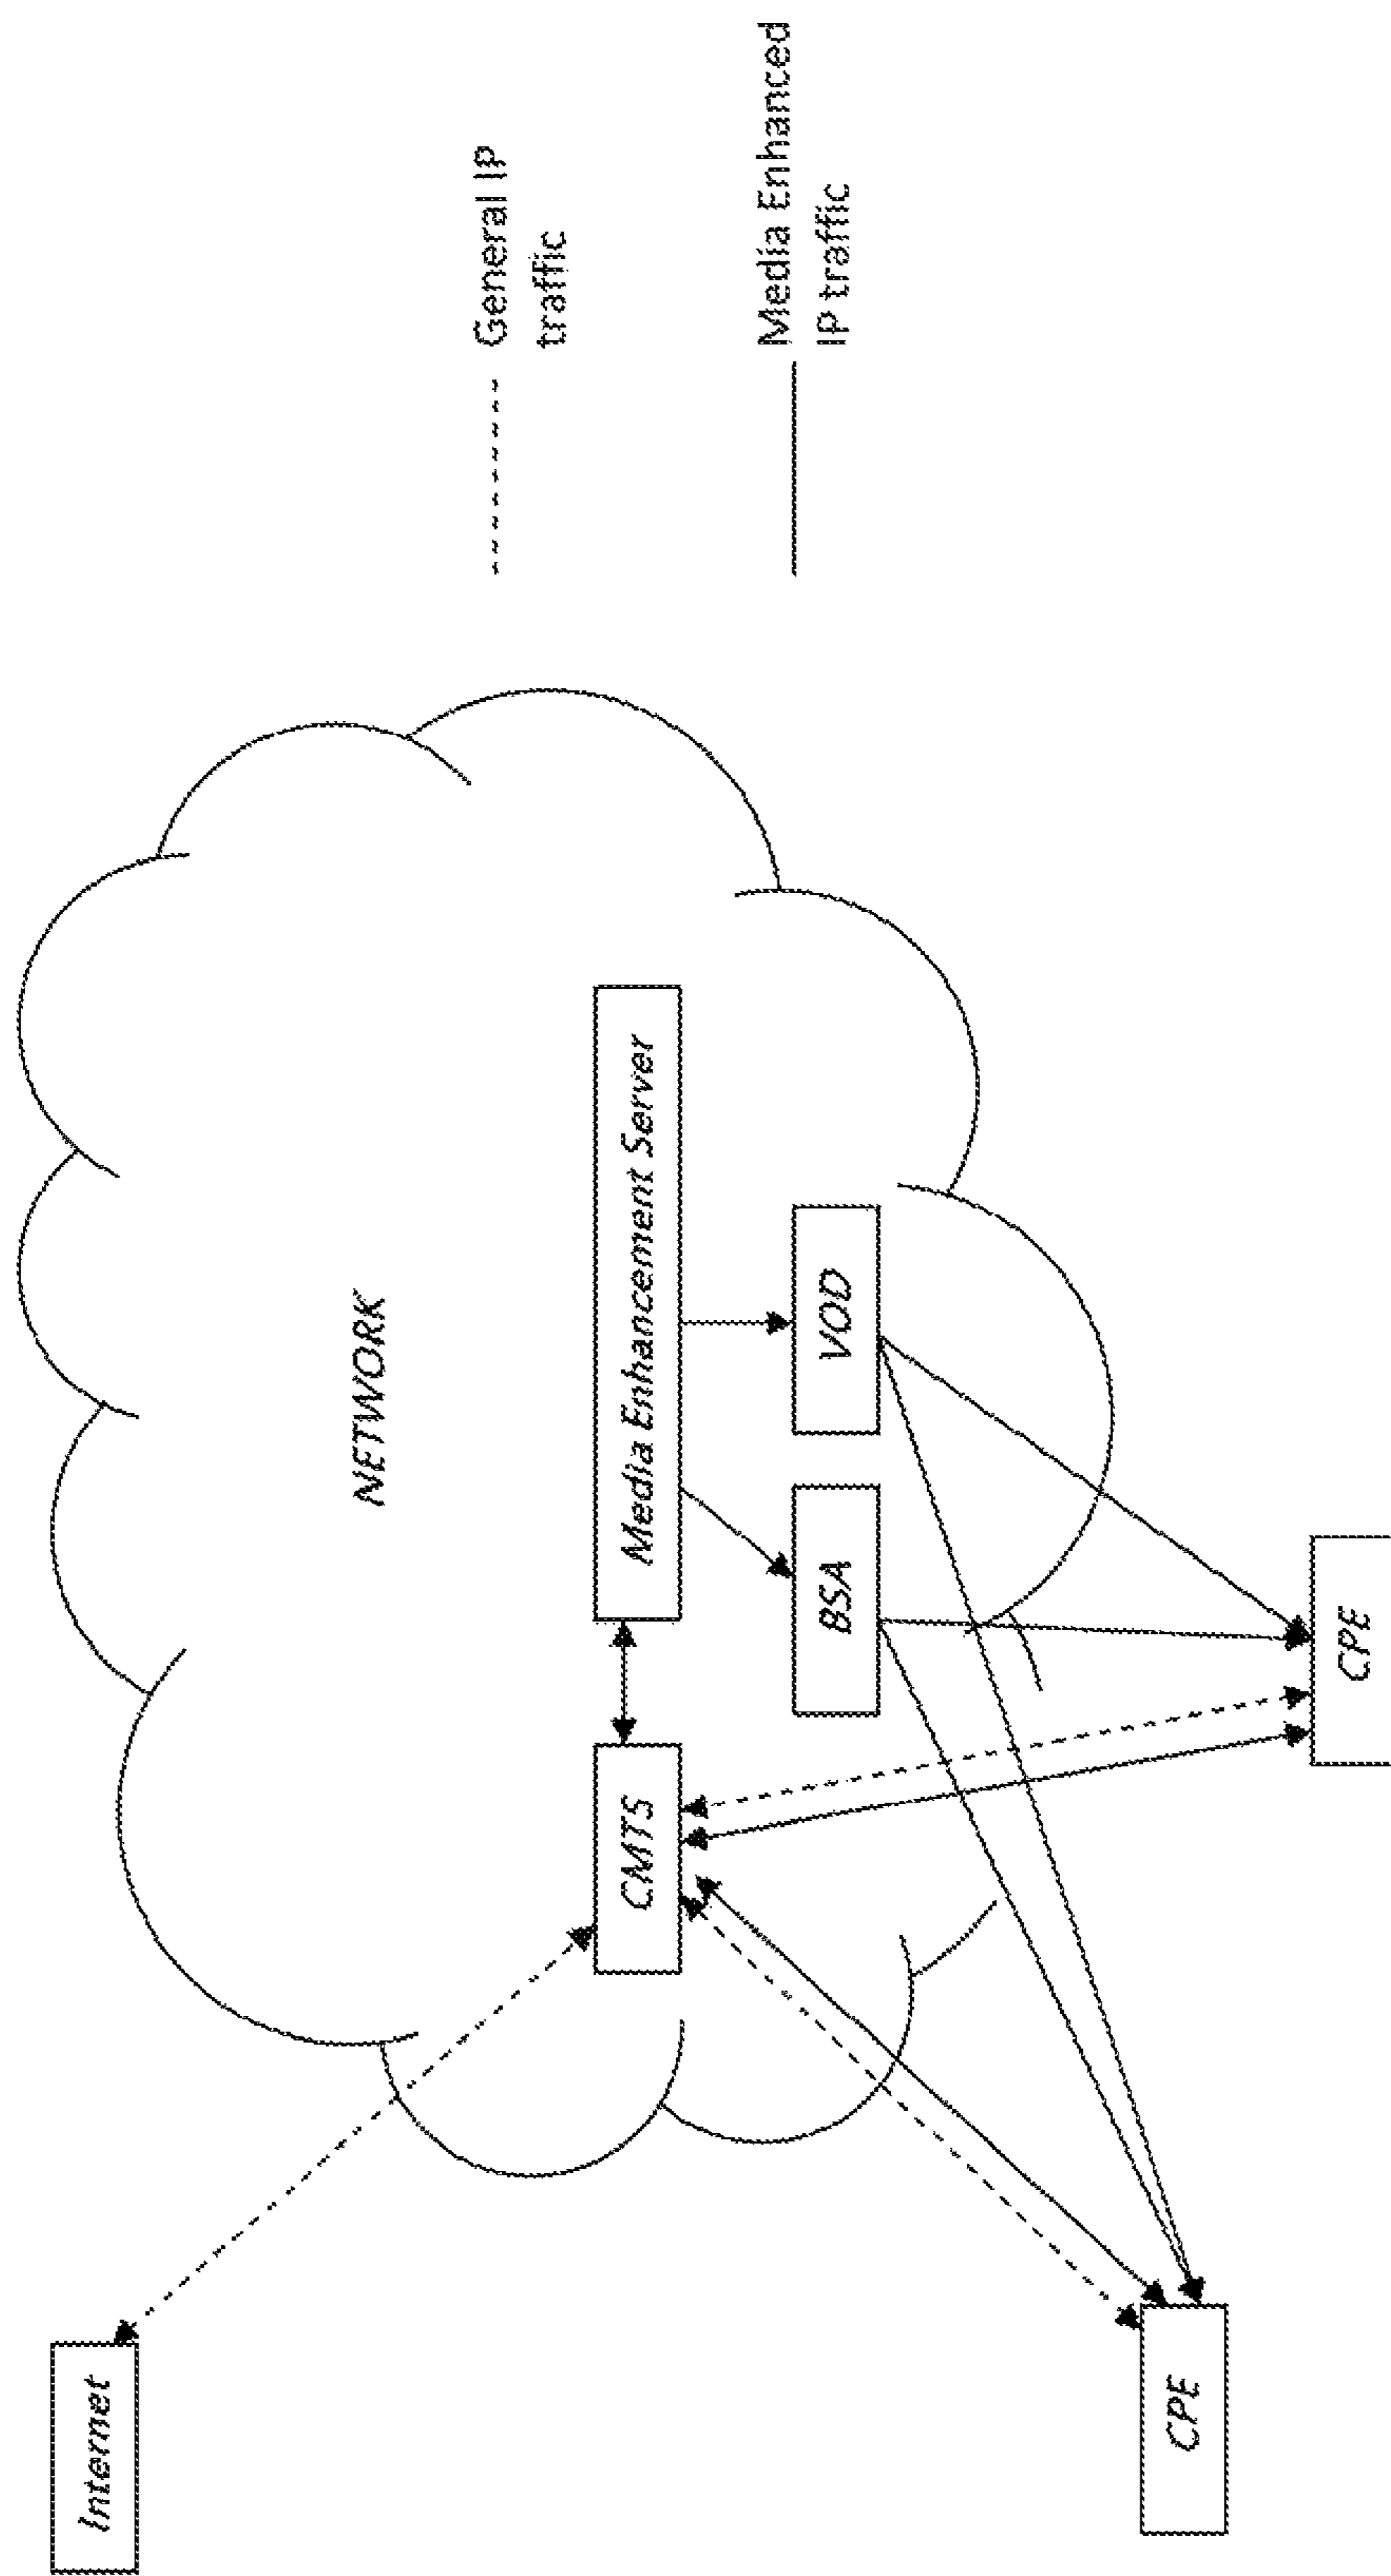 Internet
NETWORK
CMTS
Media Enhancement Server
BSA
VOD
CPE
CPE
General IP
traffic
Media Enhanced
IP traffic